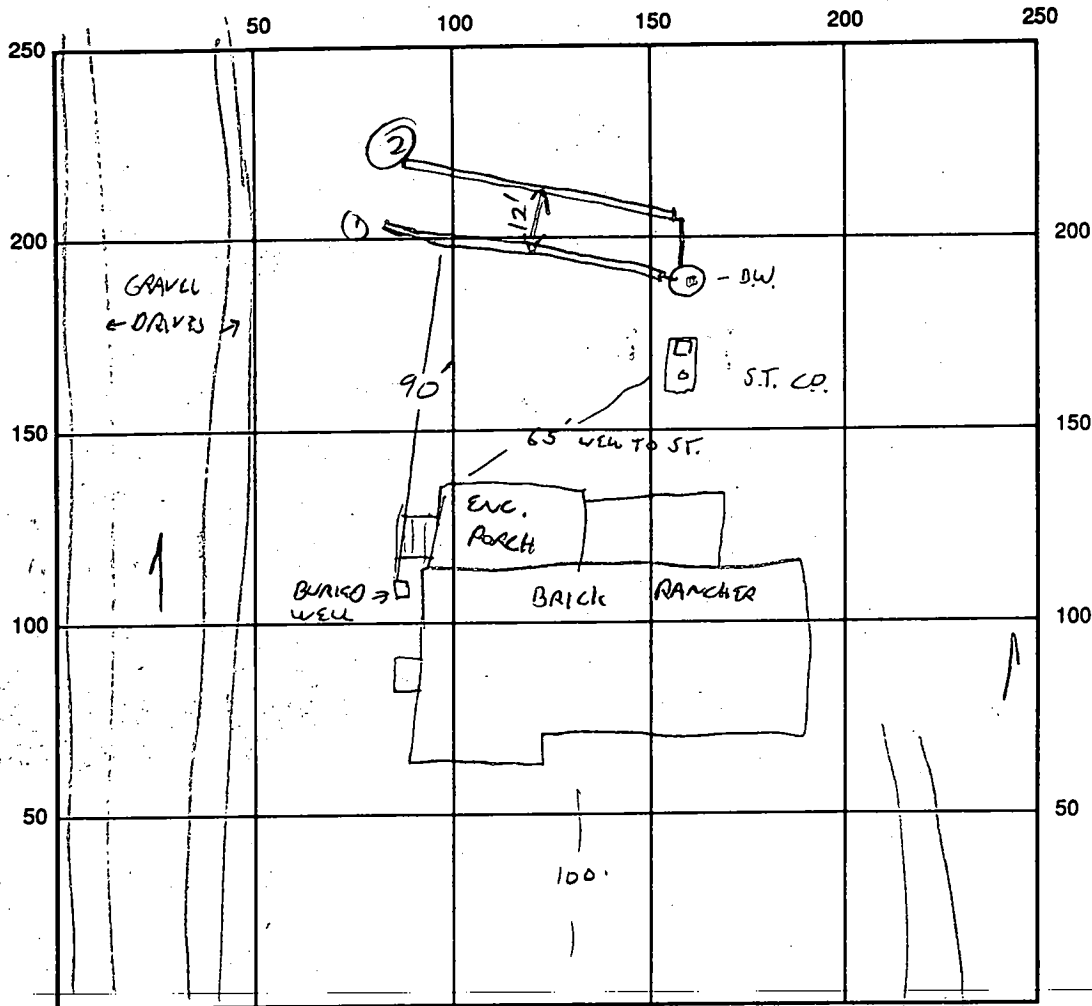 50 100 150 200 250
250
2
12'
1
200 200
- D.W.
GRAVEL
← DRIVES →
90'
S.T. CO.
150 150
65' WELL TO ST.
ENC.
PORCH
BURIED →
WELL
BRICK RANCHER
100 100
50 50
100.